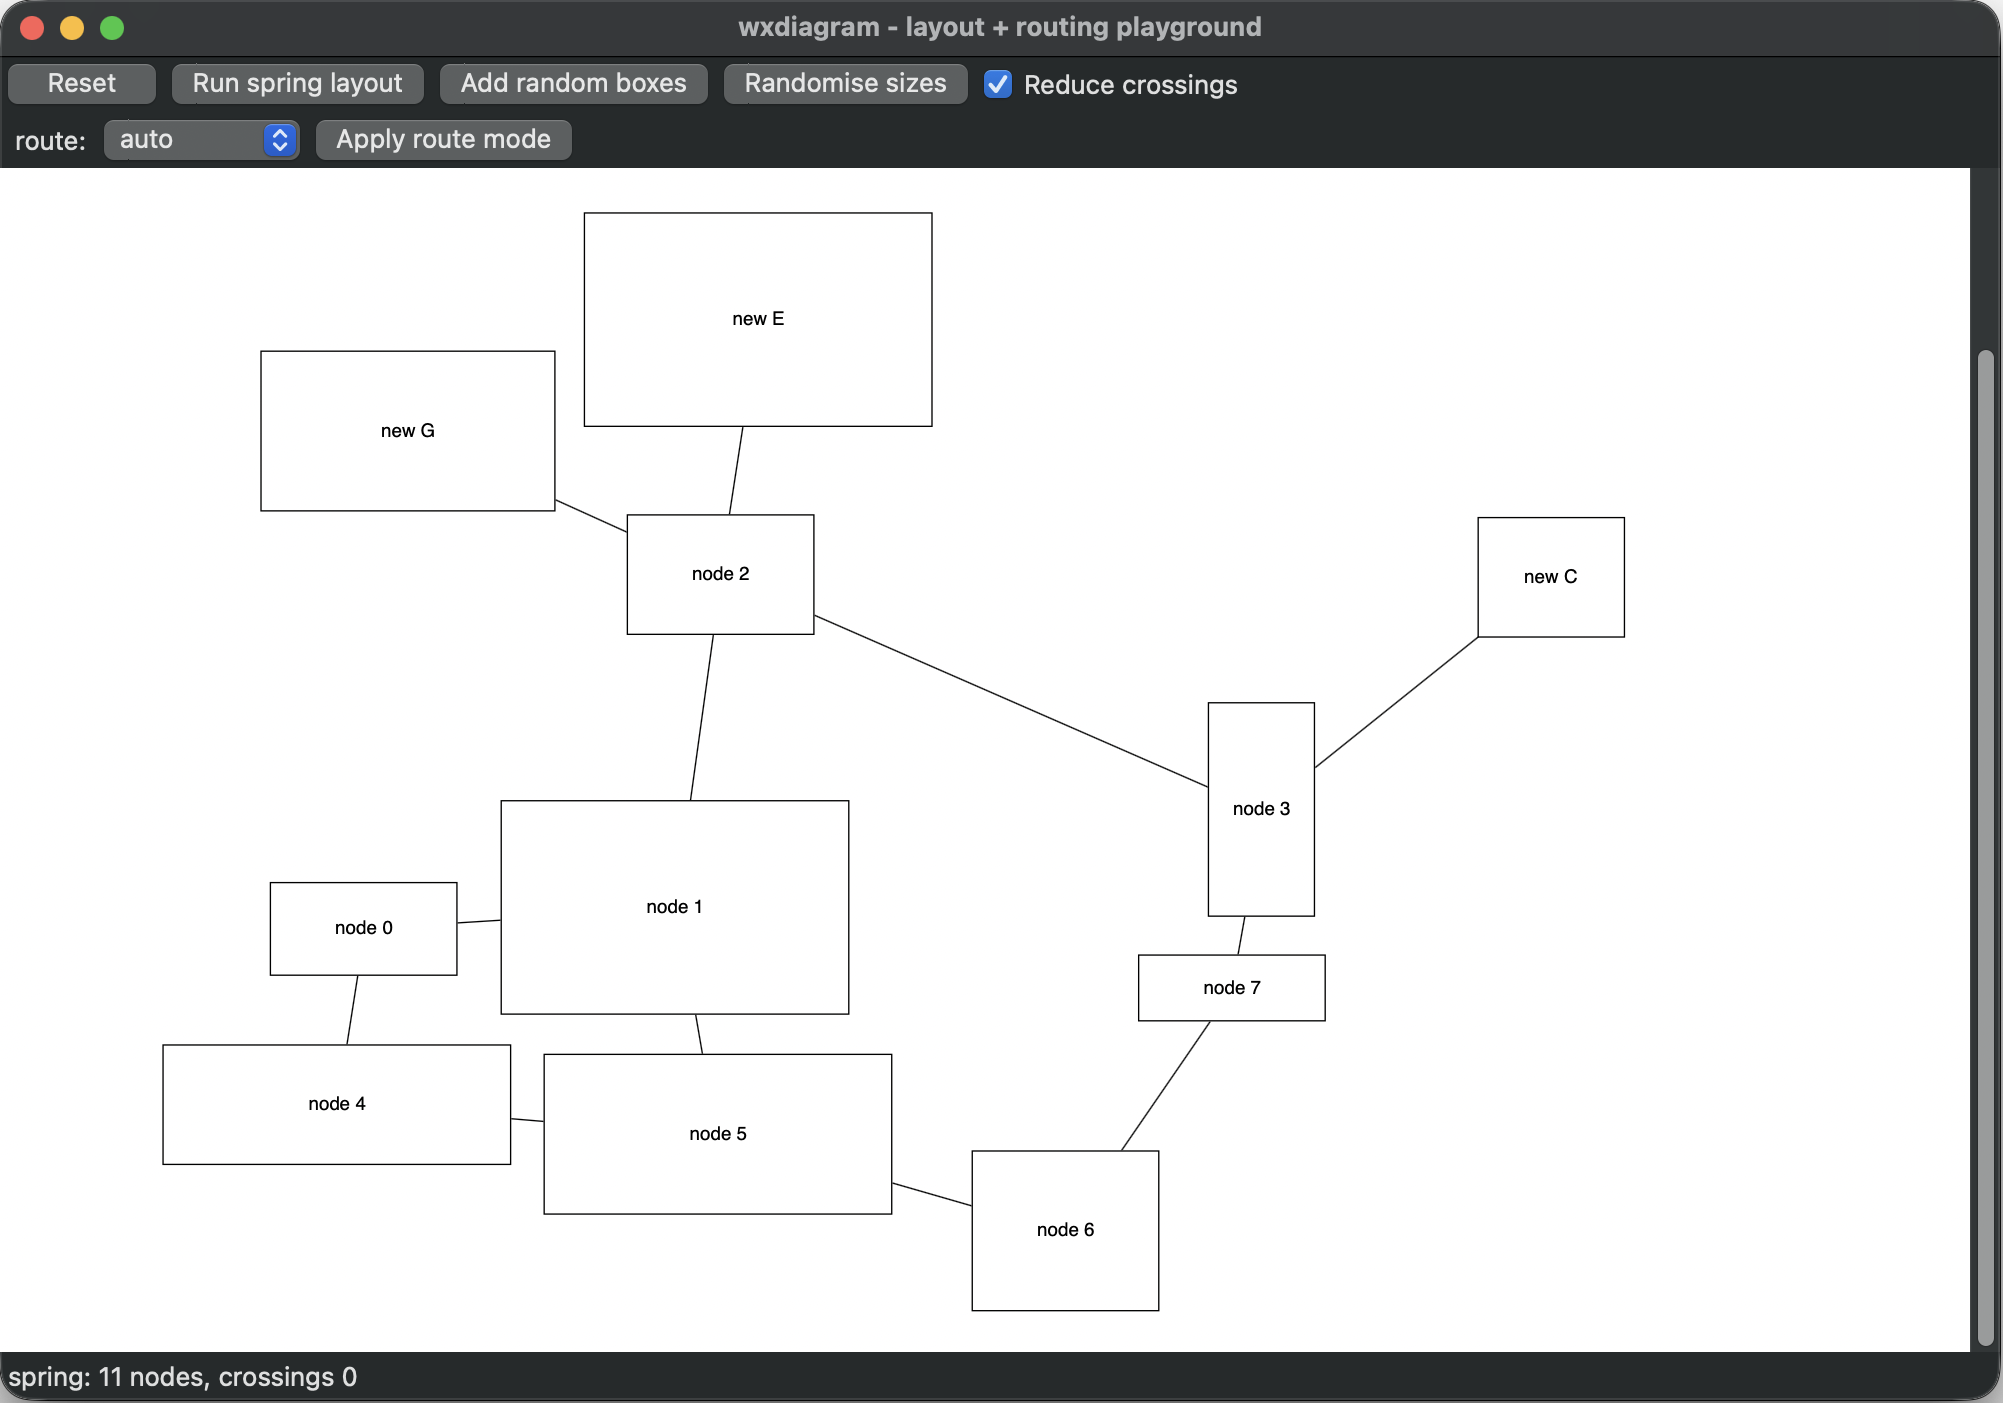 wxdiagram - layout + routing playground
Reset
Run spring layout
Add random boxes
Randomise sizes
Reduce crossings
route:
auto
Apply route mode
new E
new G
node 2
new C
node 3
node 1
node 0
node 7
node 4
node 5
node 6
spring: 11 nodes, crossings 0